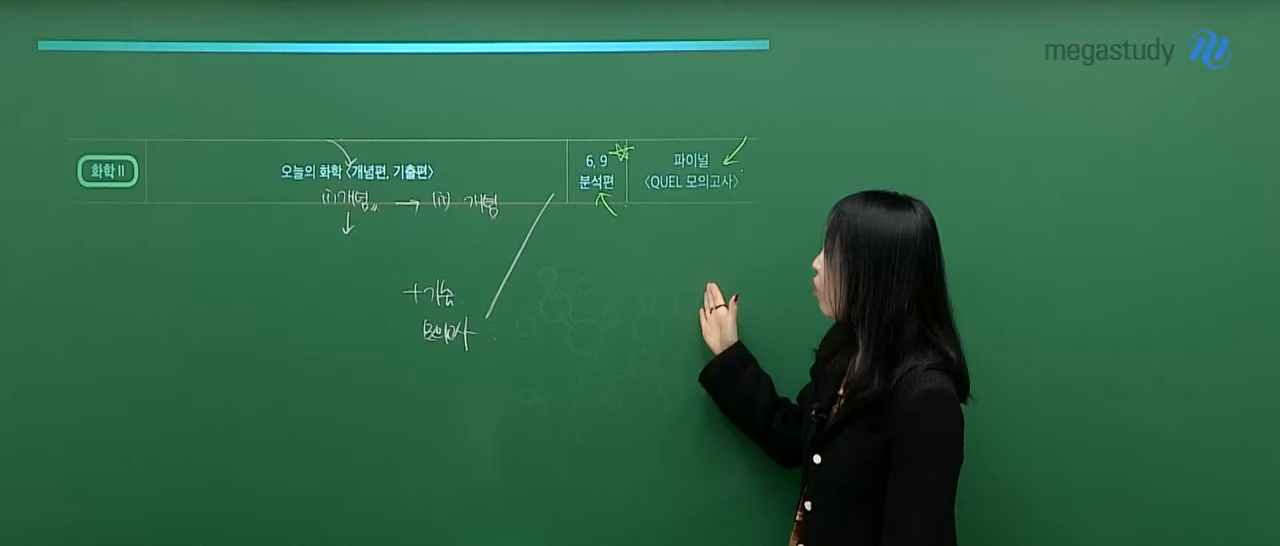 megastudy
화학 II
오늘의 화학 〈개념편, 기출편〉
6, 9
분석편
파이널
〈QUEL 모의고사〉
(i) 개념 → (ii) 개념
+기출
모의고사